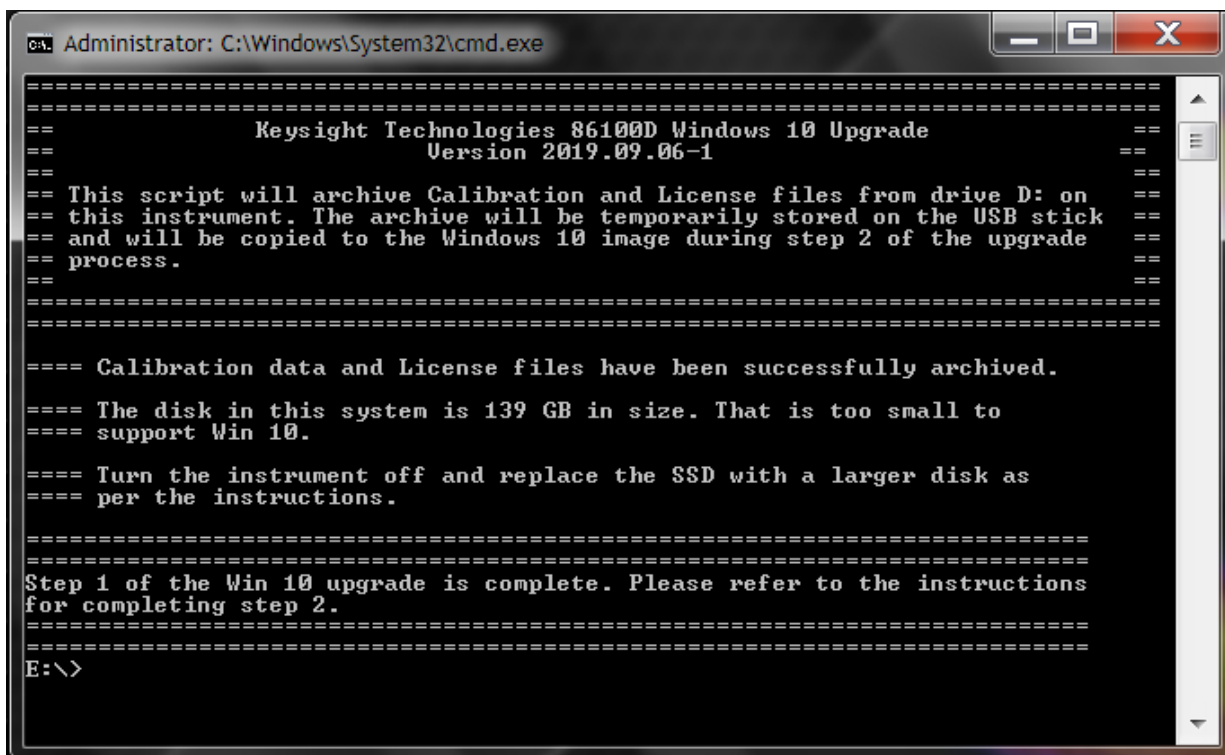 Administrator: C:\Windows\System32\cmd.exe
================================================================================
================================================================================
== Keysight Technologies 86100D Windows 10 Upgrade ==
== Version 2019.09.06-1 ==
== ==
== This script will archive Calibration and License files from drive D: on ==
== this instrument. The archive will be temporarily stored on the USB stick ==
== and will be copied to the Windows 10 image during step 2 of the upgrade ==
== process. ==
== ==
================================================================================
================================================================================
==== Calibration data and License files have been successfully archived.
==== The disk in this system is 139 GB in size. That is too small to
==== support Win 10.
==== Turn the instrument off and replace the SSD with a larger disk as
==== per the instructions.
===========================================================================
===========================================================================
Step 1 of the Win 10 upgrade is complete. Please refer to the instructions
for completing step 2.
===========================================================================
===========================================================================
E:\>